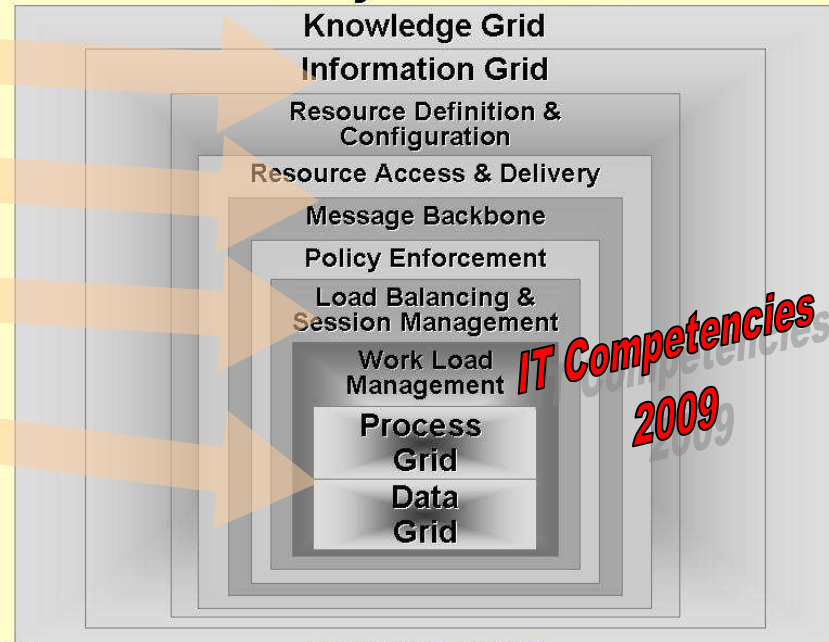 Knowledge Grid
Information Grid
Resource Definition &
Configuration
Resource Access & Delivery
Message Backbone
Policy Enforcement
Load Balancing &
Session Management
Work Load
Management
Process
Grid
Data
Grid
IT Competencies
2009